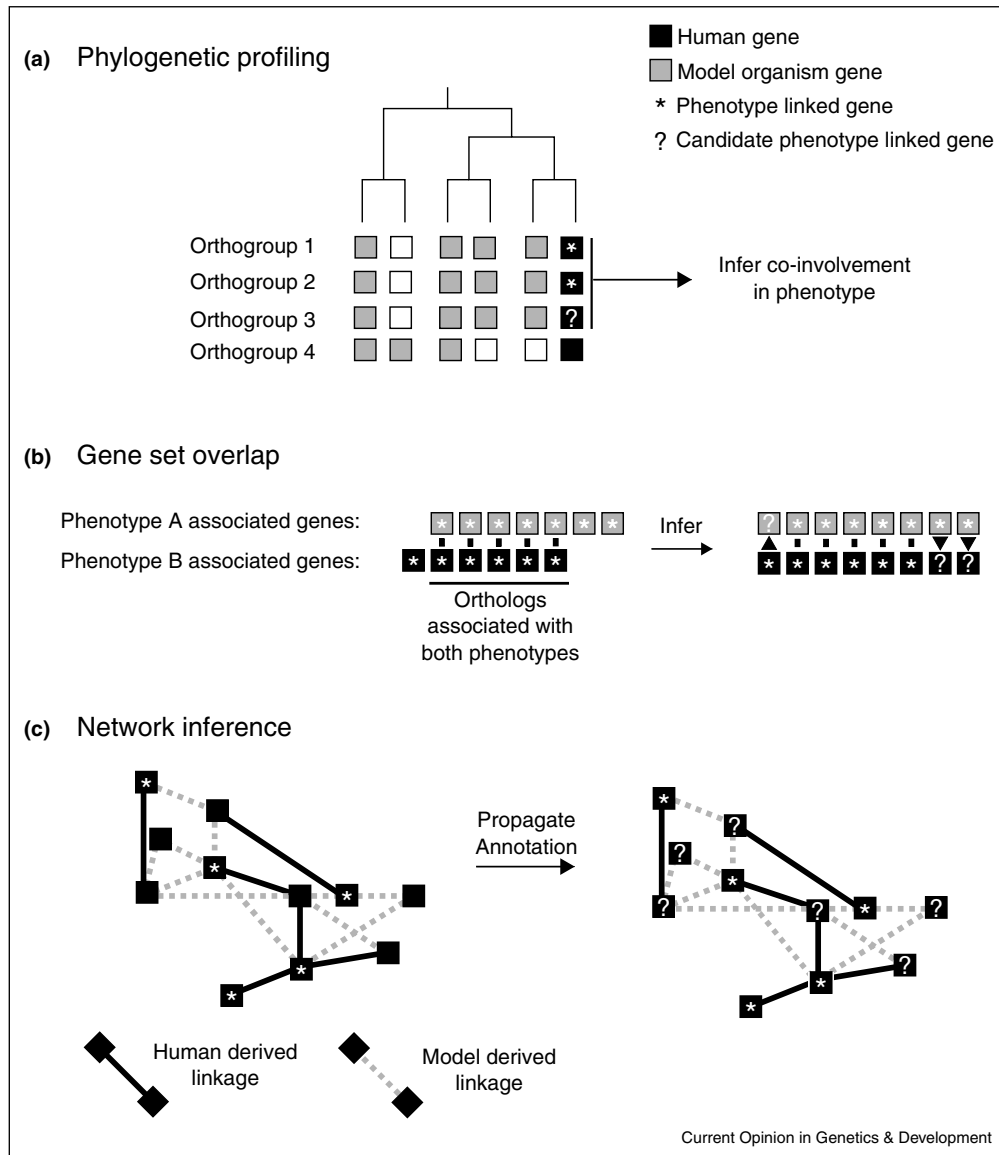 (a) Phylogenetic profiling
Human gene
Model organism gene
* Phenotype linked gene
? Candidate phenotype linked gene
Orthogroup 1
*
Orthogroup 2
*
Orthogroup 3
?
Orthogroup 4
Infer co-involvement
in phenotype
(b) Gene set overlap
Phenotype A associated genes:
* * * * * * *
Phenotype B associated genes:
* * * * * *
Orthologs
associated with
both phenotypes
Infer
? * * * * * * *
* * * * * * ? ?
(c) Network inference
*
*
*
*
*
Propagate
Annotation
*
?
?
*
?
?
*
?
*
?
*
Human derived
linkage
Model derived
linkage
Current Opinion in Genetics & Development